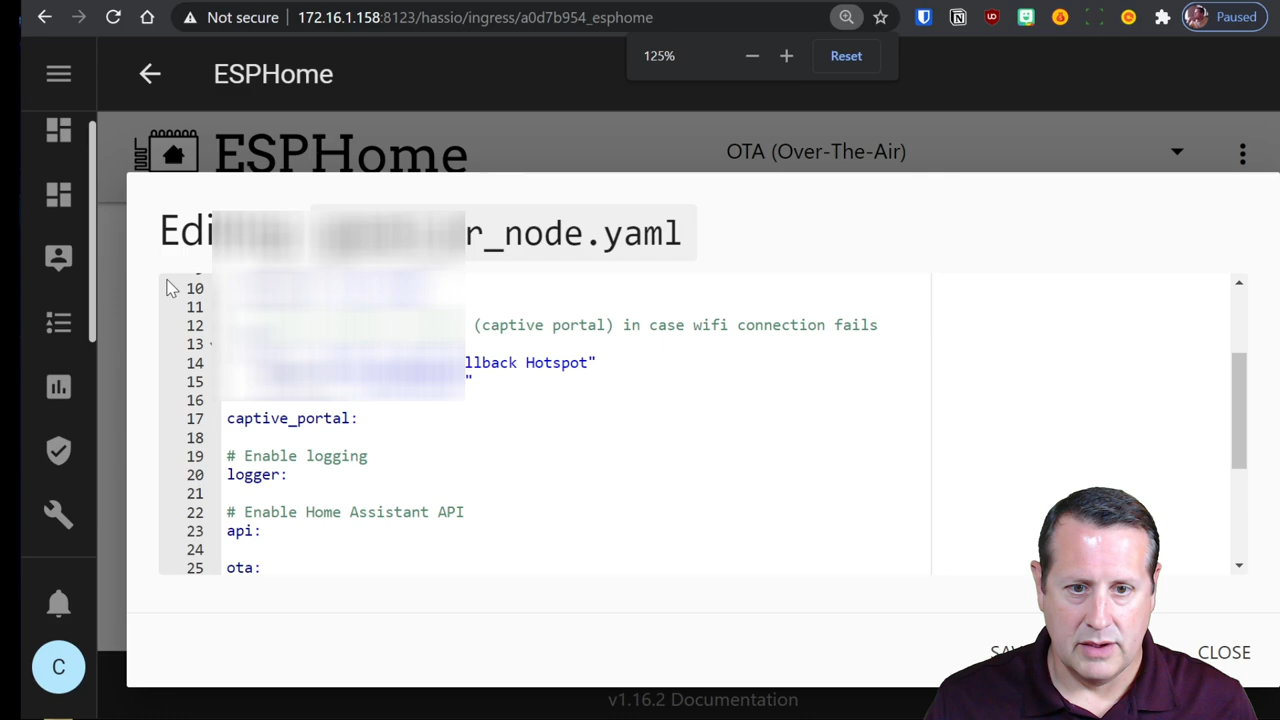 Not secure
172.16.1.158:8123/hassio/ingress/a0d7b954_esphome
Paused
125%
Reset
ESPHome
ESPHome
OTA (Over-The-Air)
r_node.yaml
10
11
12 (captive portal) in case wifi connection fails
13
14 llback Hotspot"
15 "
16
17 captive_portal:
18
19 # Enable logging
20 logger:
21
22 # Enable Home Assistant API
23 api:
24
25 ota:
CLOSE
C
v1.16.2 Documentation